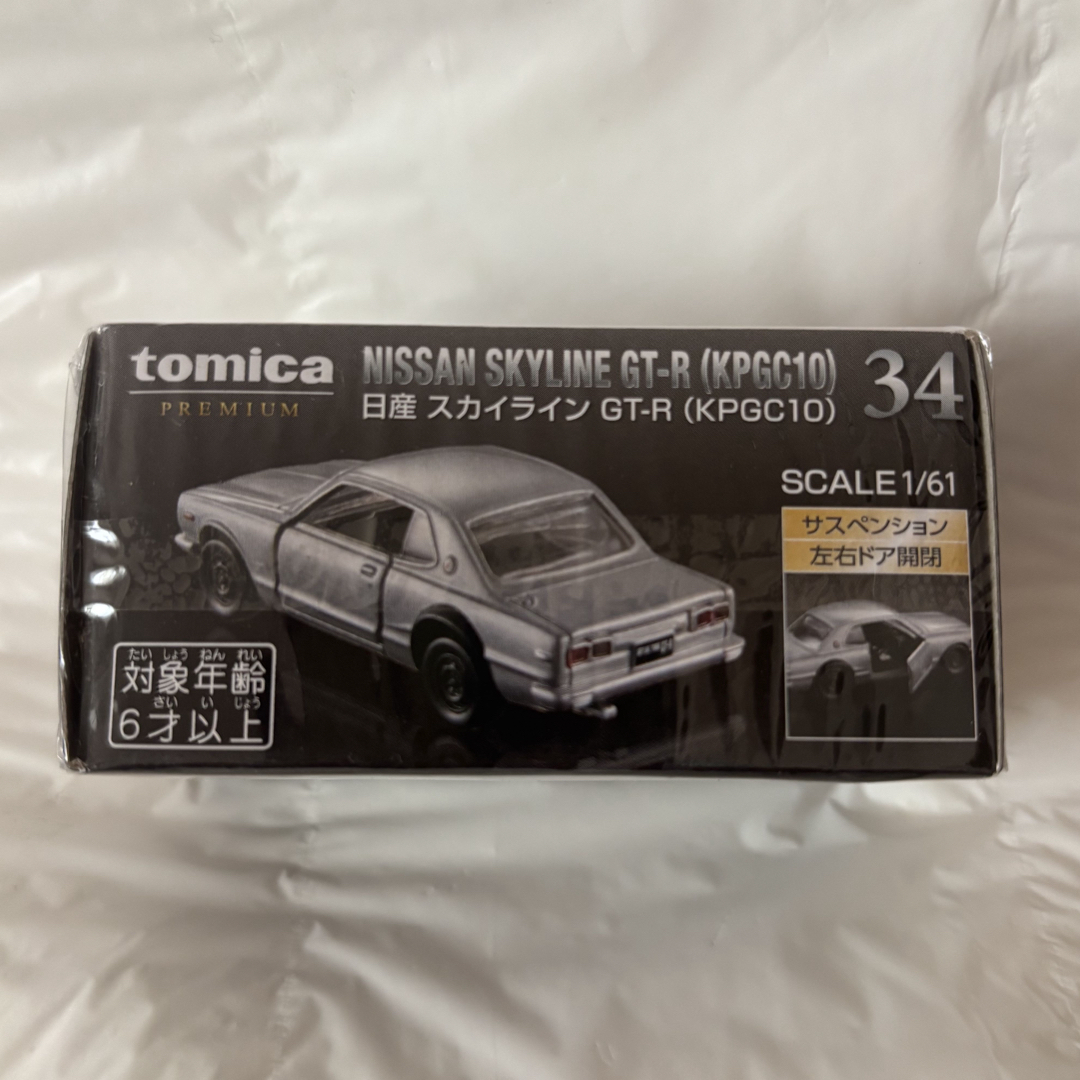 tomica
PREMIUM
NISSAN SKYLINE GT-R (KPGC10)
日産 スカイライン GT-R (KPGC10)
34
SCALE 1/61
サスペンション
左右ドア開閉
たいしょうねんれい
対象年齢
さいいじょう
6才以上